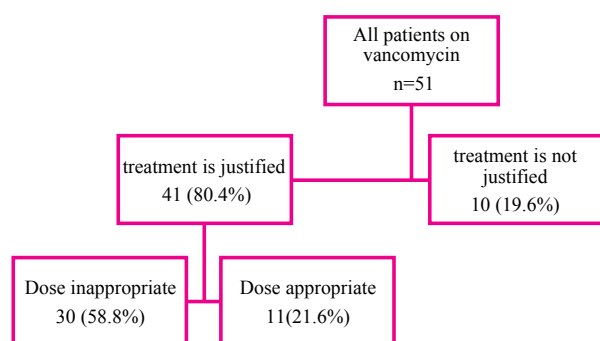 All patients on
vancomycin
n=51
treatment is justified
41 (80.4%)
treatment is not
justified
10 (19.6%)
Dose inappropriate
30 (58.8%)
Dose appropriate
11(21.6%)